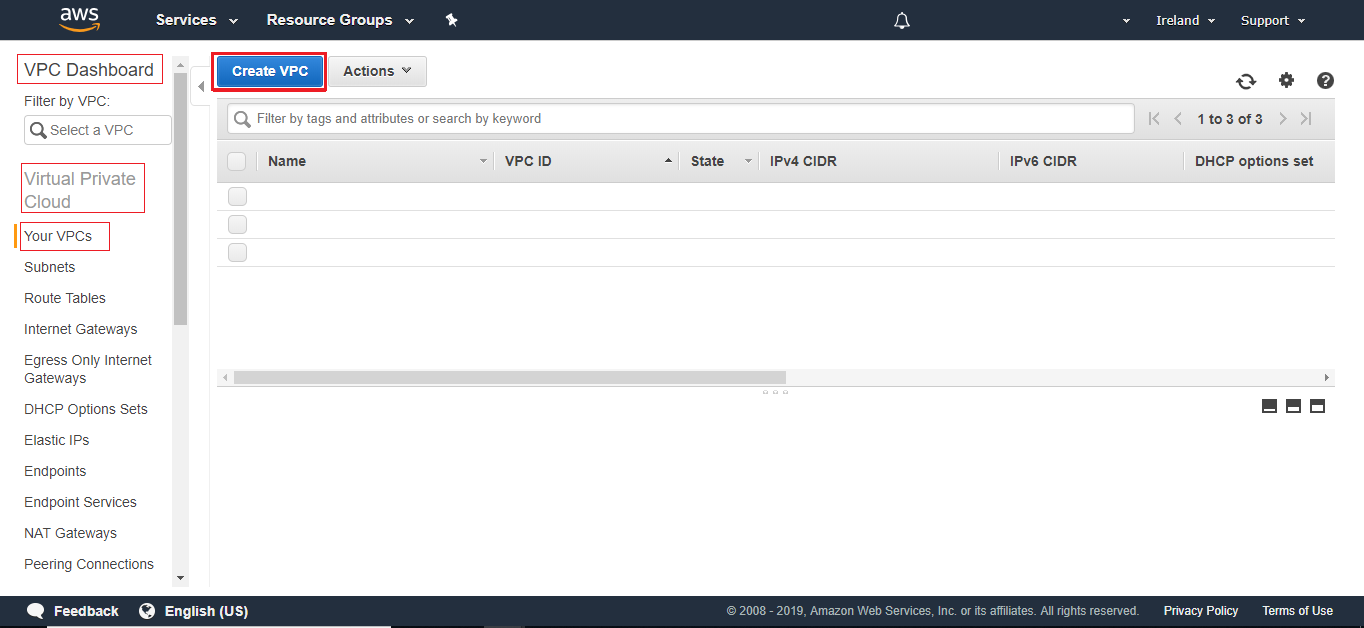 aws Services Resource Groups Ireland Support
VPC Dashboard
Filter by VPC:
Select a VPC
Virtual Private
Cloud
Your VPCs
Subnets
Route Tables
Internet Gateways
Egress Only Internet
Gateways
DHCP Options Sets
Elastic IPs
Endpoints
Endpoint Services
NAT Gateways
Peering Connections
Create VPC Actions
Filter by tags and attributes or search by keyword 1 to 3 of 3
Name VPC ID State IPv4 CIDR IPv6 CIDR DHCP options set
Feedback English (US) © 2008 - 2019, Amazon Web Services, Inc. or its affiliates. All rights reserved. Privacy Policy Terms of Use